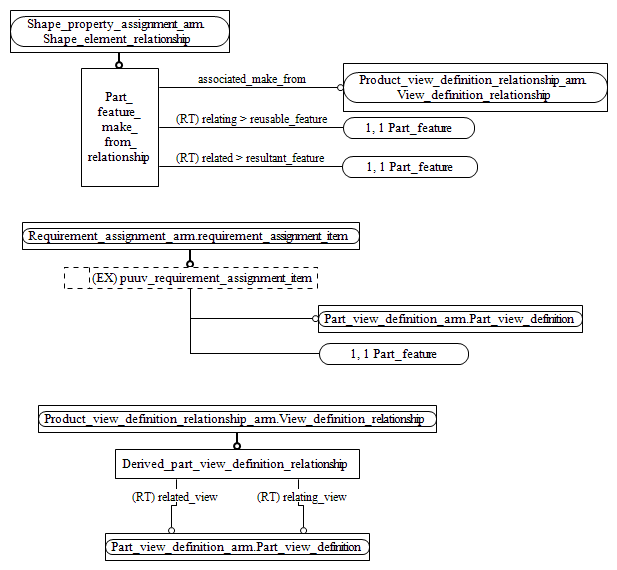 Shape_property_assignment_arm.
Shape_element_relationship
associated_make_from
Product_view_definition_relationship_arm.
View_definition_relationship
Part_
feature_
make_
from_
relationship
(RT) relating > reusable_feature
1, 1 Part_feature
(RT) related > resultant_feature
1, 1 Part_feature
Requirement_assignment_arm.requirement_assignment_item
(EX) puuv_requirement_assignment_item
Part_view_definition_arm.Part_view_definition
1, 1 Part_feature
Product_view_definition_relationship_arm.View_definition_relationship
Derived_part_view_definition_relationship
(RT) related_view
(RT) relating_view
Part_view_definition_arm.Part_view_definition